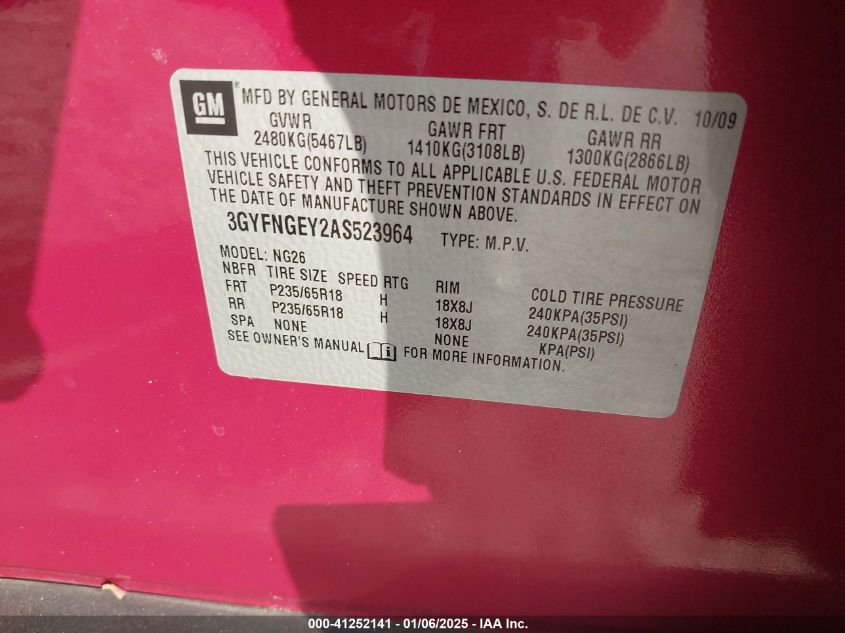 GM MFD BY GENERAL MOTORS DE MEXICO, S. DE R.L. DE C.V. 10/09
GVWR GAWR FRT GAWR RR
2480KG(5467LB) 1410KG(3108LB) 1300KG(2866LB)
THIS VEHICLE CONFORMS TO ALL APPLICABLE U.S. FEDERAL MOTOR
VEHICLE SAFETY AND THEFT PREVENTION STANDARDS IN EFFECT ON
THE DATE OF MANUFACTURE SHOWN ABOVE.
3GYFNGEY2AS523964 TYPE: M.P.V.
MODEL: NG26
NBFR TIRE SIZE SPEED RTG RIM COLD TIRE PRESSURE
FRT P235/65R18 H 18X8J 240KPA(35PSI)
RR P235/65R18 H 18X8J 240KPA(35PSI)
SPA NONE NONE KPA(PSI)
SEE OWNER'S MANUAL FOR MORE INFORMATION.
000-41252141 - 01/06/2025 - IAA Inc.